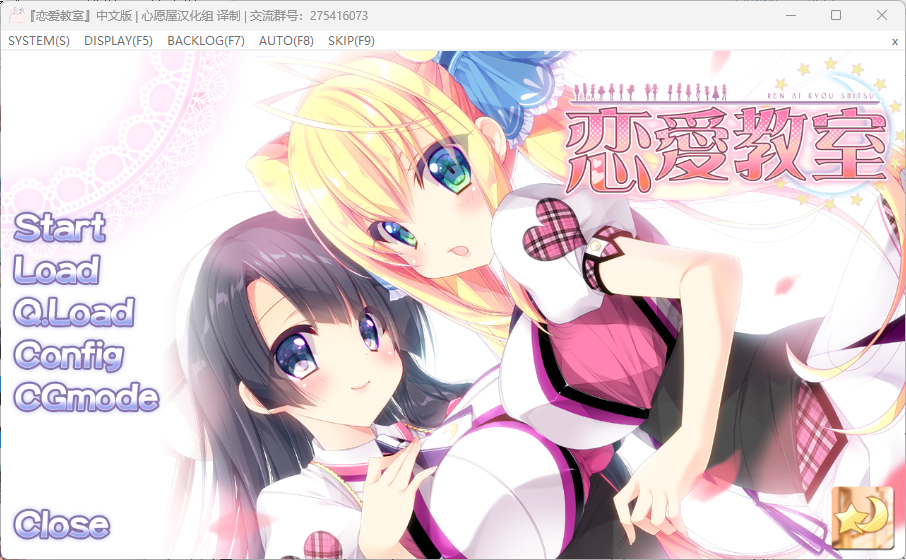 『恋爱教室』中文版 | 心愿屋汉化组 译制 | 交流群号：275416073
SYSTEM(S) DISPLAY(F5) BACKLOG(F7) AUTO(F8) SKIP(F9) x
REN AI KYOU SHITSU
恋愛教室
Start
Load
Q.Load
Config
CGmode
Close